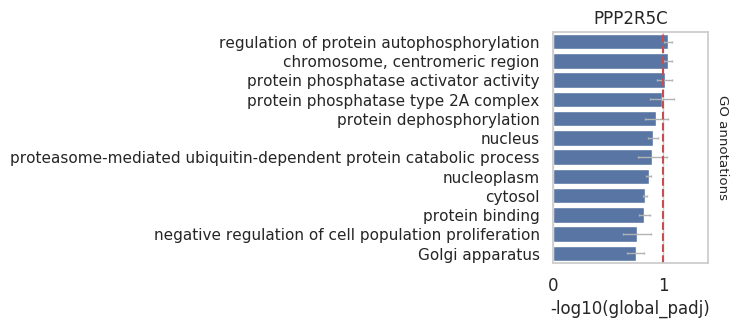 PPP2R5C
regulation of protein autophosphorylation
chromosome, centromeric region
protein phosphatase activator activity
protein phosphatase type 2A complex
protein dephosphorylation
nucleus
proteasome-mediated ubiquitin-dependent protein catabolic process
nucleoplasm
cytosol
protein binding
negative regulation of cell population proliferation
Golgi apparatus
GO annotations
0 1
-log10(global_padj)